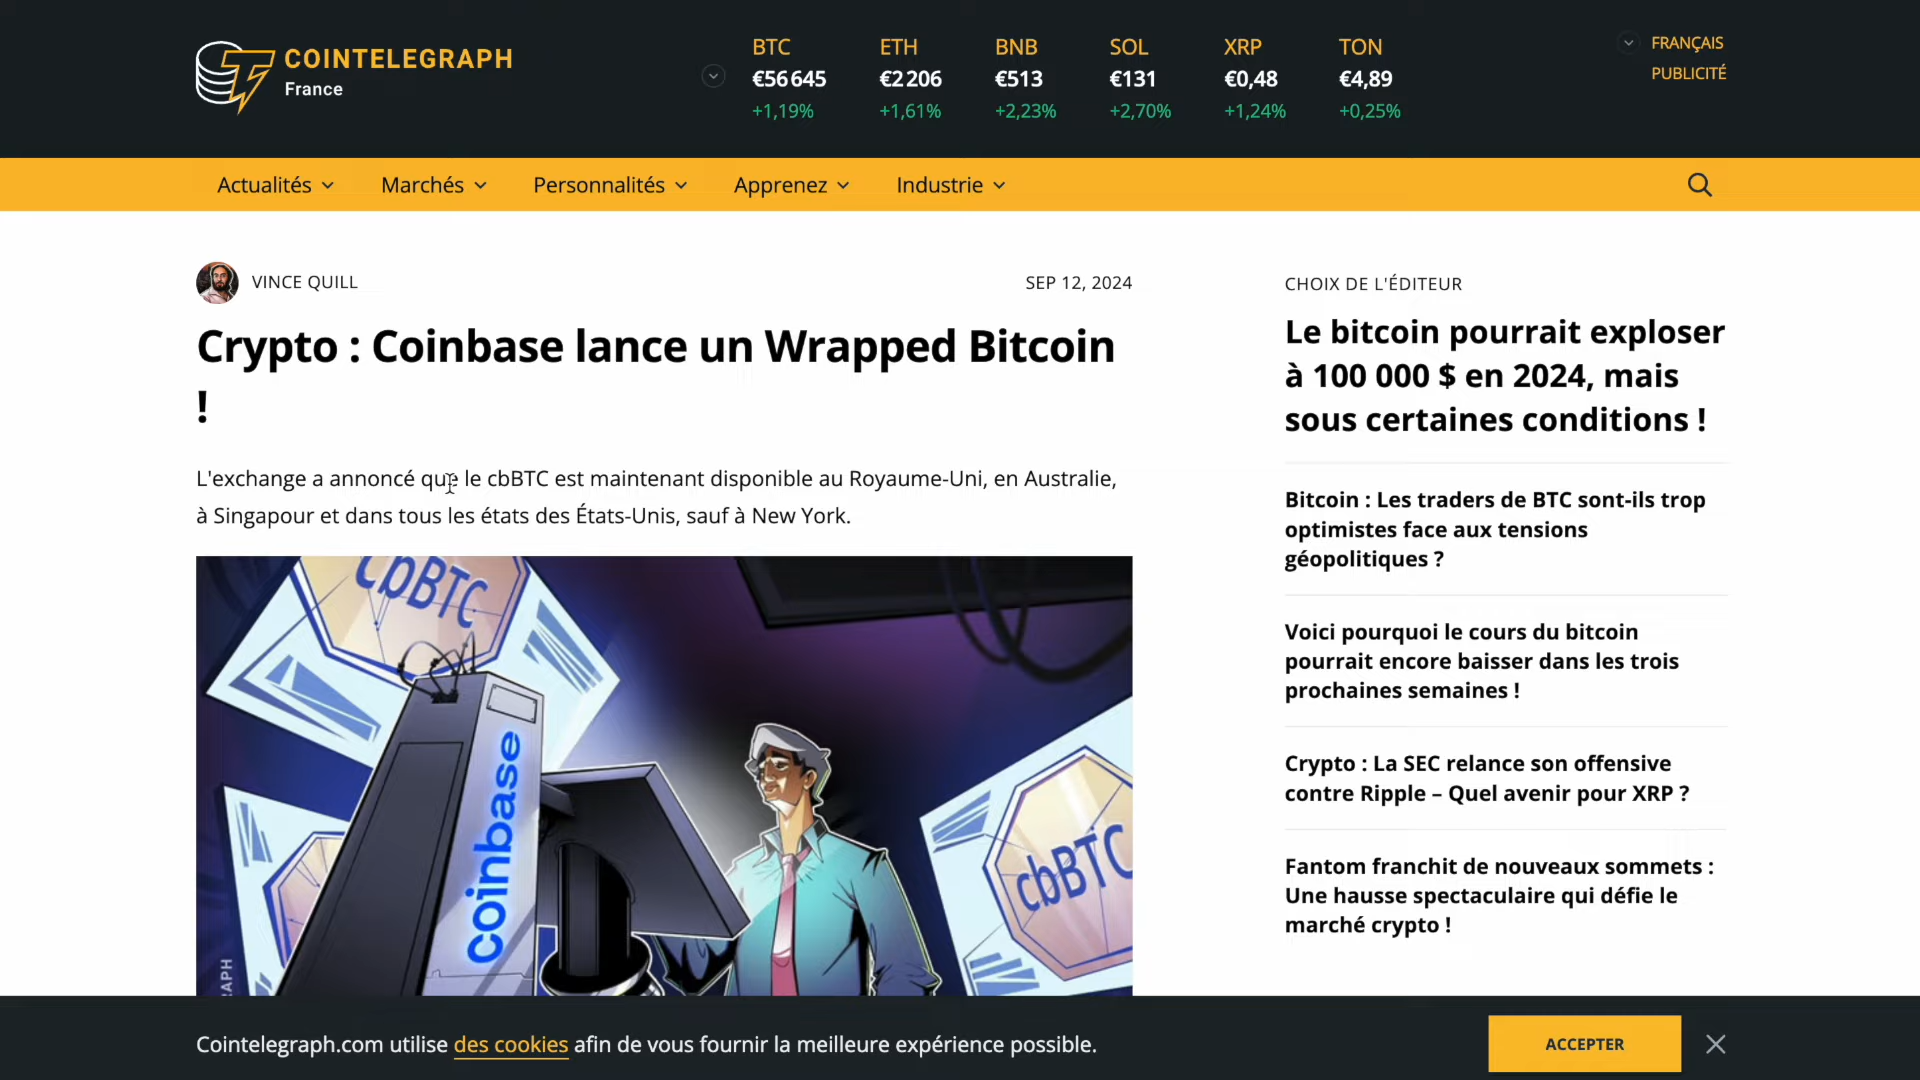 COINTELEGRAPH
France
BTC
€56 645
+1,19%
ETH
€2 206
+1,61%
BNB
€513
+2,23%
SOL
€131
+2,70%
XRP
€0,48
+1,24%
TON
€4,89
+0,25%
FRANÇAIS
PUBLICITÉ
Actualités Marchés Personnalités Apprenez Industrie
VINCE QUILL
SEP 12, 2024
Crypto : Coinbase lance un Wrapped Bitcoin
!
L'exchange a annoncé que le cbBTC est maintenant disponible au Royaume-Uni, en Australie,
à Singapour et dans tous les états des États-Unis, sauf à New York.
cbBTC
coinbase
cbBTC
CHOIX DE L'ÉDITEUR
Le bitcoin pourrait exploser
à 100 000 $ en 2024, mais
sous certaines conditions !
Bitcoin : Les traders de BTC sont-ils trop
optimistes face aux tensions
géopolitiques ?
Voici pourquoi le cours du bitcoin
pourrait encore baisser dans les trois
prochaines semaines !
Crypto : La SEC relance son offensive
contre Ripple – Quel avenir pour XRP ?
Fantom franchit de nouveaux sommets :
Une hausse spectaculaire qui défie le
marché crypto !
Cointelegraph.com utilise des cookies afin de vous fournir la meilleure expérience possible.
ACCEPTER